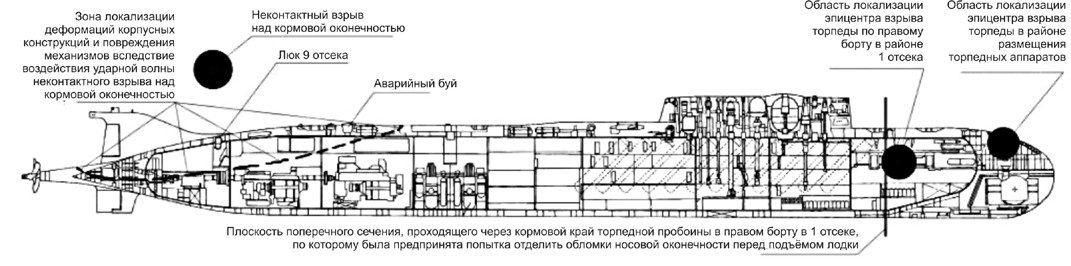 Зона локализации
деформаций корпусных
конструкций и повреждения
механизмов вследствие
воздействия ударной волны
неконтактного взрыва над
кормовой оконечностью
Неконтактный взрыв
над кормовой оконечностью
Люк 9 отсека
Аварийный буй
Область локализации
эпицентра взрыва
торпеды по правому
борту в районе
1 отсека
Область локализации
эпицентра взрыва
торпеды в районе
размещения
торпедных аппаратов
Плоскость поперечного сечения, проходящего через кормовой край торпедной пробоины в правом борту в 1 отсеке,
по которому была предпринята попытка отделить обломки носовой оконечности перед подъёмом лодки